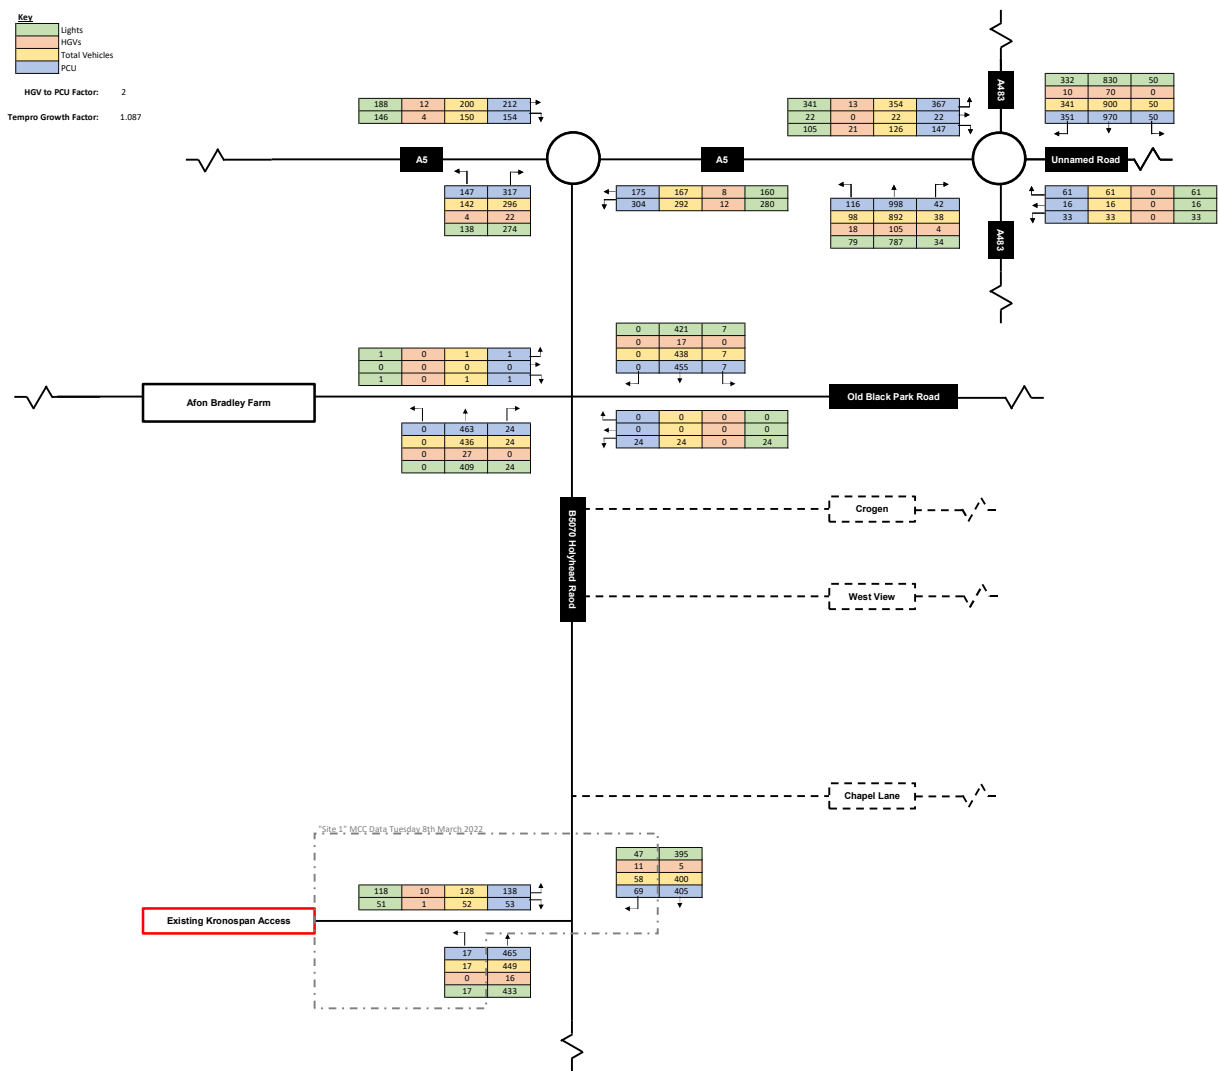 Key
Lights
HGVs
Total Vehicles
PCU
HGV to PCU Factor: 2
Tempro Growth Factor: 1.087
188 12 200 212
146 4 150 154
341 13 354 367
22 0 22 22
105 21 126 147
A483
332 830 50
10 70 0
341 900 50
351 970 50
A5
A5
Unnamed Road
147 317
142 296
4 22
138 274
175 167 8 160
304 292 12 280
116 998 42
98 892 38
18 105 4
79 787 34
A483
61 61 0 61
16 16 0 16
33 33 0 33
1 0 1 1
0 0 0 0
1 0 1 1
0 421 7
0 17 0
0 438 7
0 455 7
Afon Bradley Farm
Old Black Park Road
0 463 24
0 436 24
0 27 0
0 409 24
0 0 0 0
0 0 0 0
24 24 0 24
B5070 Holyhead Raod
Crogen
West View
Chapel Lane
"Site 1" MCC Data Tuesday 8th March 2022
47 395
11 5
58 400
69 405
118 10 128 138
51 1 52 53
Existing Kronospan Access
17 465
17 449
0 16
17 433